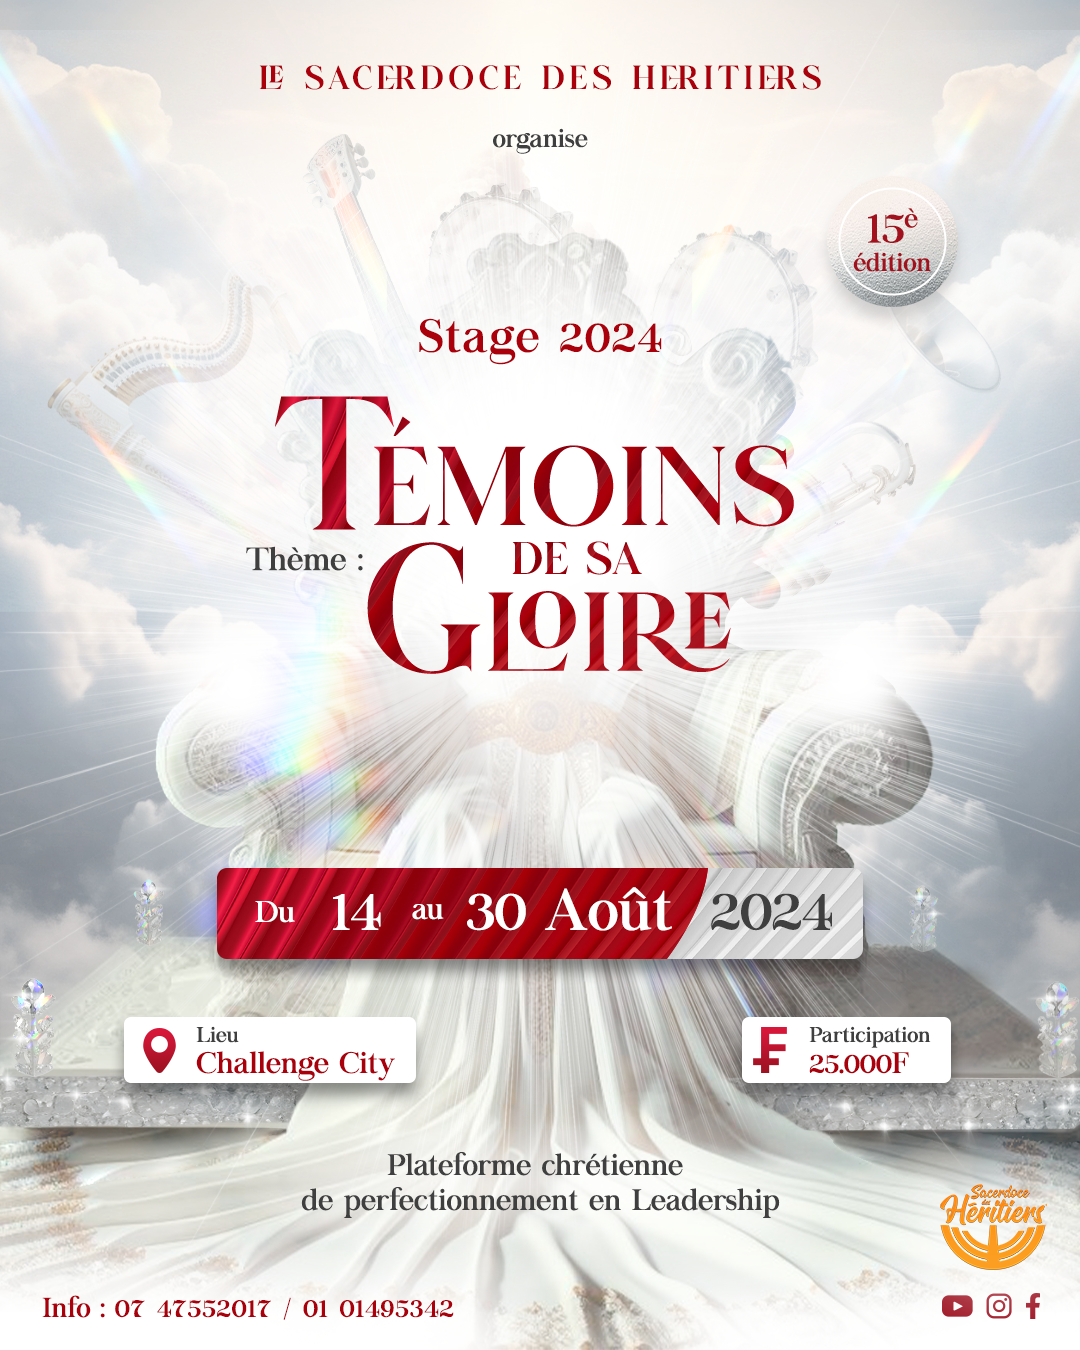 LE SACERDOCE DES HERITIERS
organise
15è
édition
Stage 2024
TÉMOINS
Thème :
DE SA
GLOIRE
Du 14 au 30 Août 2024
Lieu
Challenge City
Participation
25.000F
Plateforme chrétienne
de perfectionnement en Leadership
Sacerdoce
des
Héritiers
Info : 07 47552017 / 01 01495342